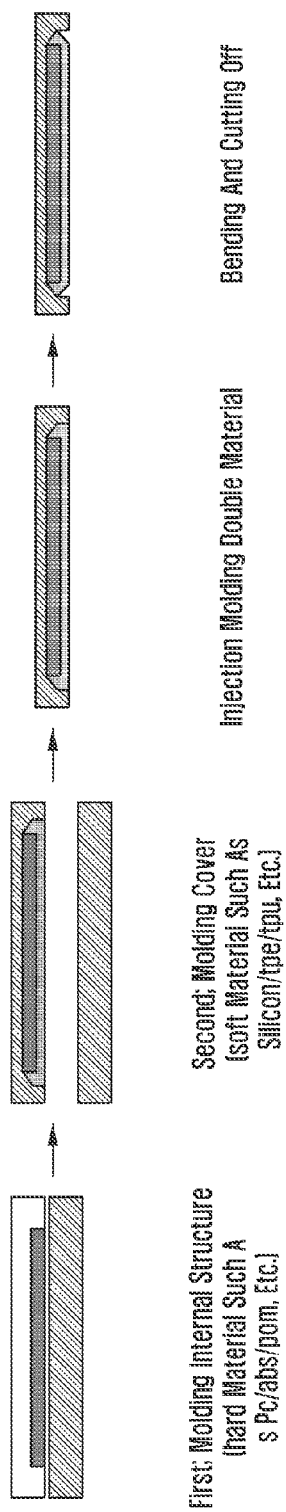 First: Molding Internal Structure
(hard Material Such A
s Pc/abs/pom, Etc.)
Second: Molding Cover
(soft Material Such As
Silicon/tpe/tpu, Etc.)
Injection Molding Double Material
Bending And Cutting Off